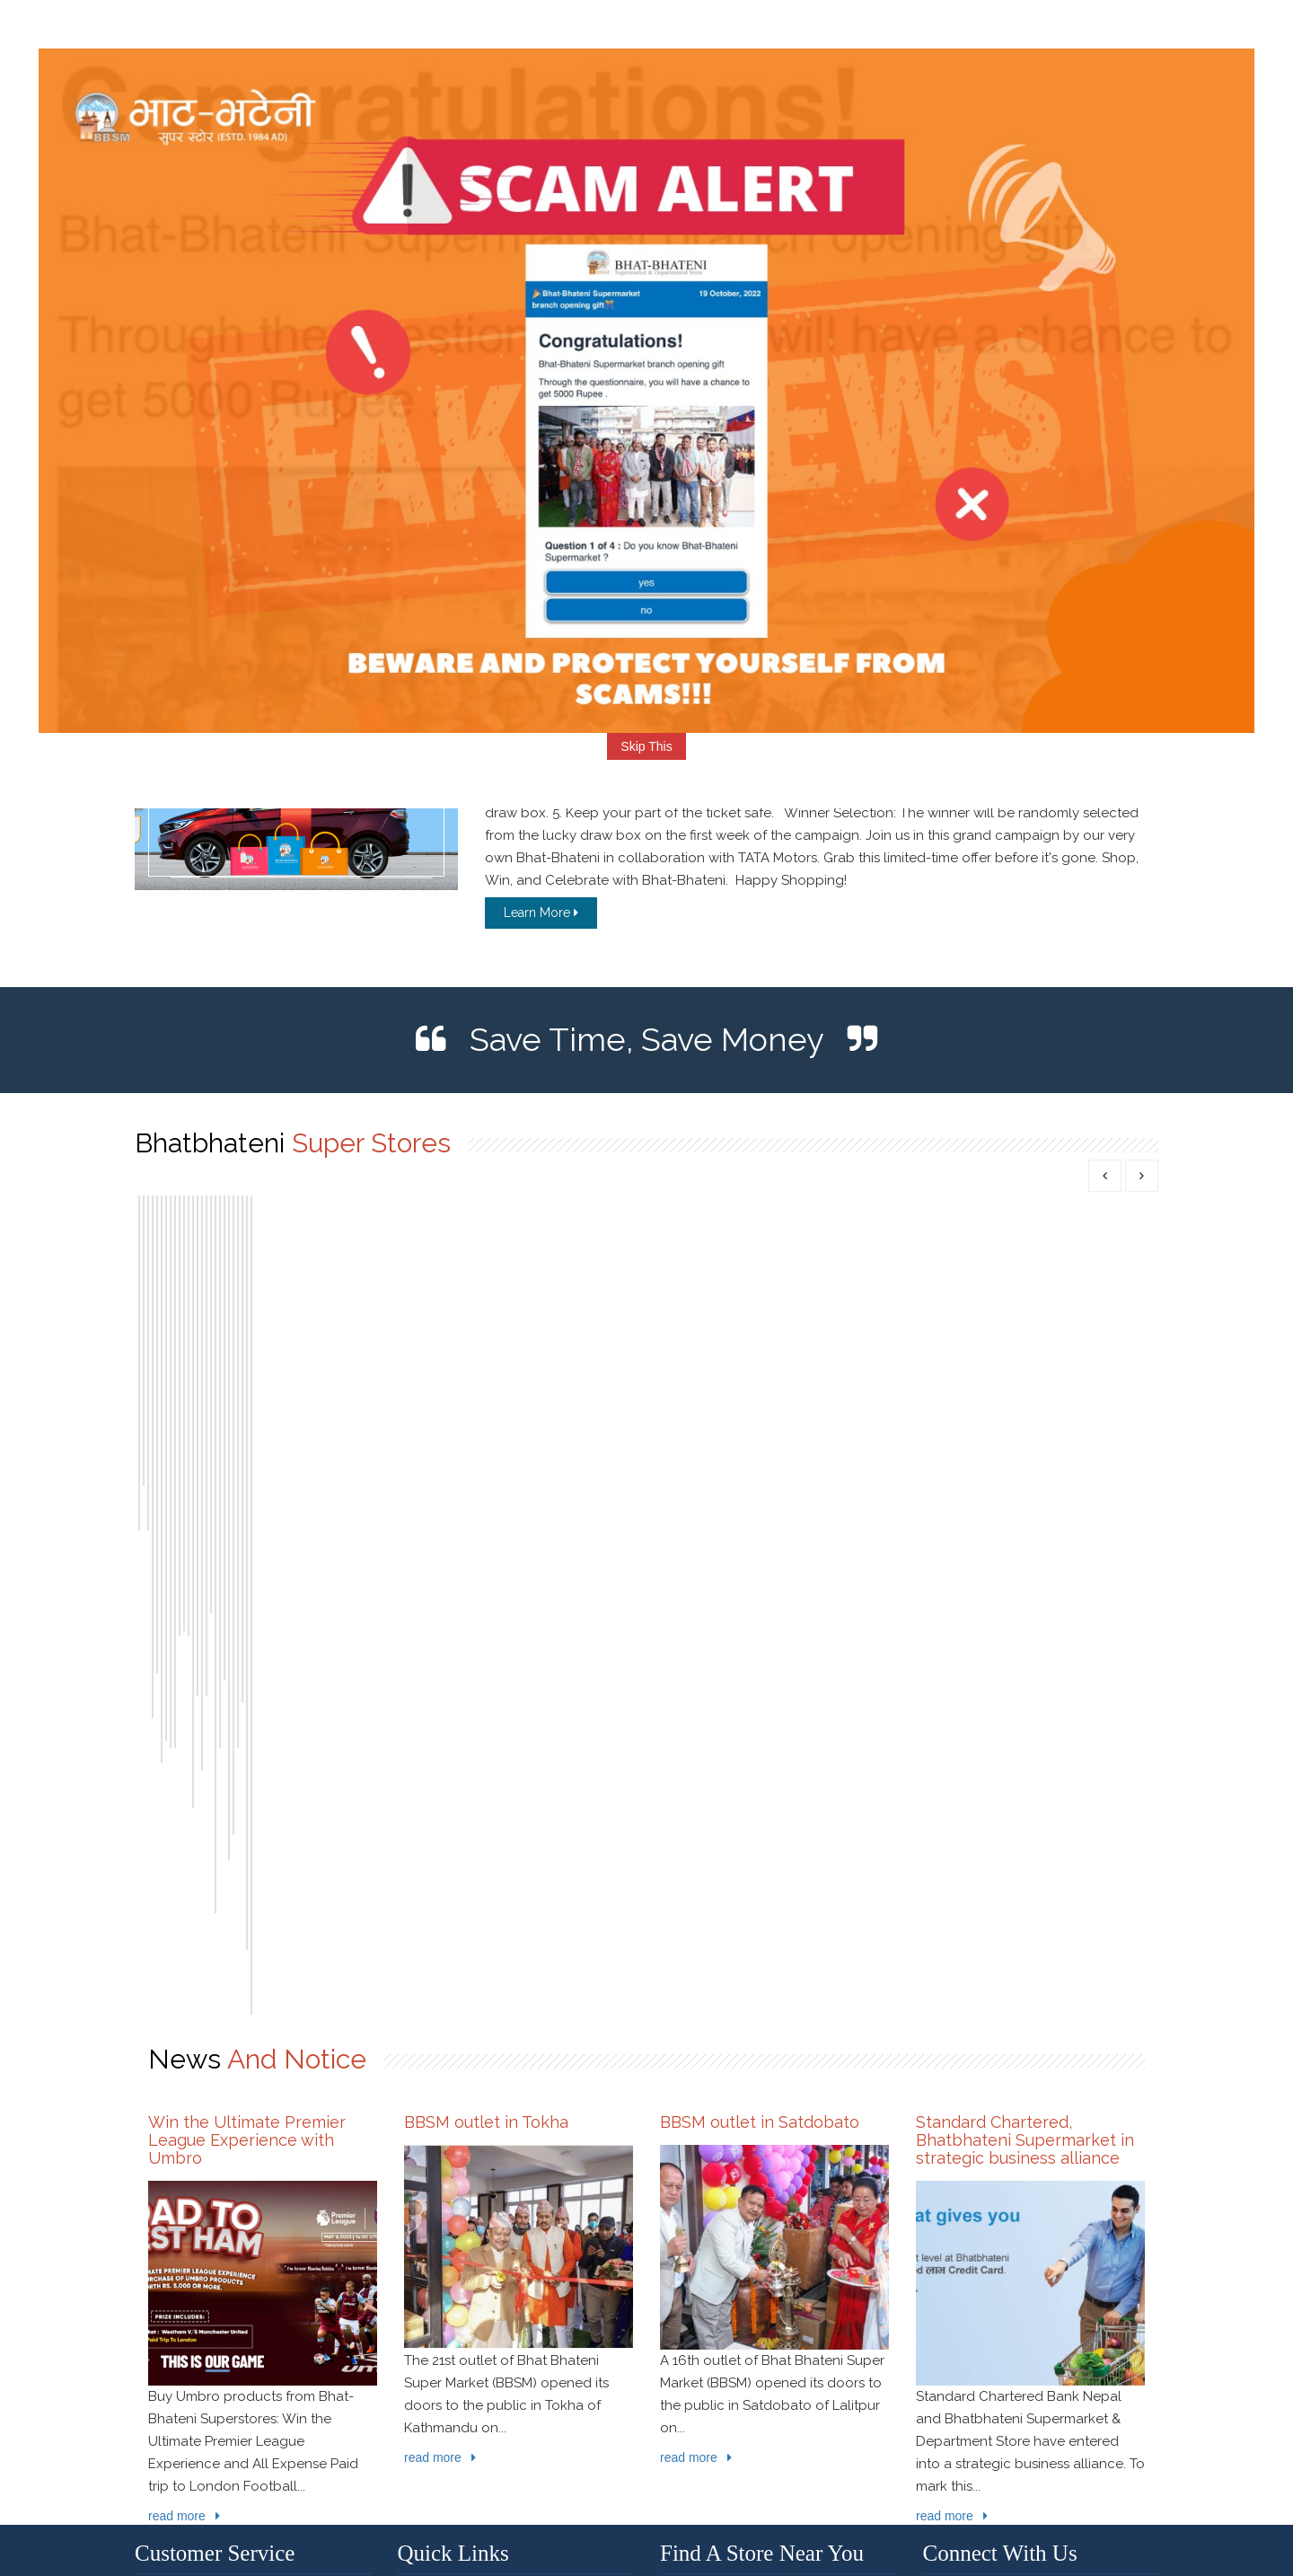 Congratulations!
भाट-भटेनी
BBSM सुपर स्टोर (ESTD. 1984 AD)
SCAM ALERT
Bhat-Bhateni Supermarket branch opening gift
Through the questionnaire, you will have a chance to
get 5000 Rupee
FAKE NEWS
BHAT-BHATENI
Supermarket & Departmental Store
Bhat-Bhateni Supermarket 19 October, 2022
branch opening gift
Congratulations!
Bhat-Bhateni Supermarket branch opening gift
Through the questionnaire, you will have a chance to
get 5000 Rupee .
Question 1 of 4 : Do you know Bhat-Bhateni
Supermarket ?
yes
no
BEWARE AND PROTECT YOURSELF FROM
SCAMS!!!
Skip This
draw box. 5. Keep your part of the ticket safe.   Winner Selection: The winner will be randomly selected
from the lucky draw box on the first week of the campaign. Join us in this grand campaign by our very
own Bhat-Bhateni in collaboration with TATA Motors. Grab this limited-time offer before it's gone. Shop,
Win, and Celebrate with Bhat-Bhateni.  Happy Shopping!
Learn More
Save Time, Save Money
Bhatbhateni Super Stores
News And Notice
Win the Ultimate Premier
League Experience with
Umbro
OAD TO
EST HAM
Premier
League
MATE PREMIER LEAGUE EXPERIENCE
PURCHASE OF UMBRO PRODUCTS
ORTH RS. 5,000 OR MORE.
PRIZE INCLUDES:
ket : Westham V/S Manchester United
Paid Trip To London
THIS IS OUR GAME
Buy Umbro products from Bhat-
Bhateni Superstores: Win the
Ultimate Premier League
Experience and All Expense Paid
trip to London Football...
read more
BBSM outlet in Tokha
The 21st outlet of Bhat Bhateni
Super Market (BBSM) opened its
doors to the public in Tokha of
Kathmandu on...
read more
BBSM outlet in Satdobato
A 16th outlet of Bhat Bhateni Super
Market (BBSM) opened its doors to
the public in Satdobato of Lalitpur
on...
read more
Standard Chartered,
Bhatbhateni Supermarket in
strategic business alliance
at gives you
t level at Bhatbhateni
d लाल Credit Card.
Standard Chartered Bank Nepal
and Bhatbhateni Supermarket &
Department Store have entered
into a strategic business alliance. To
mark this...
read more
Customer Service
Quick Links
Find A Store Near You
Connect With Us